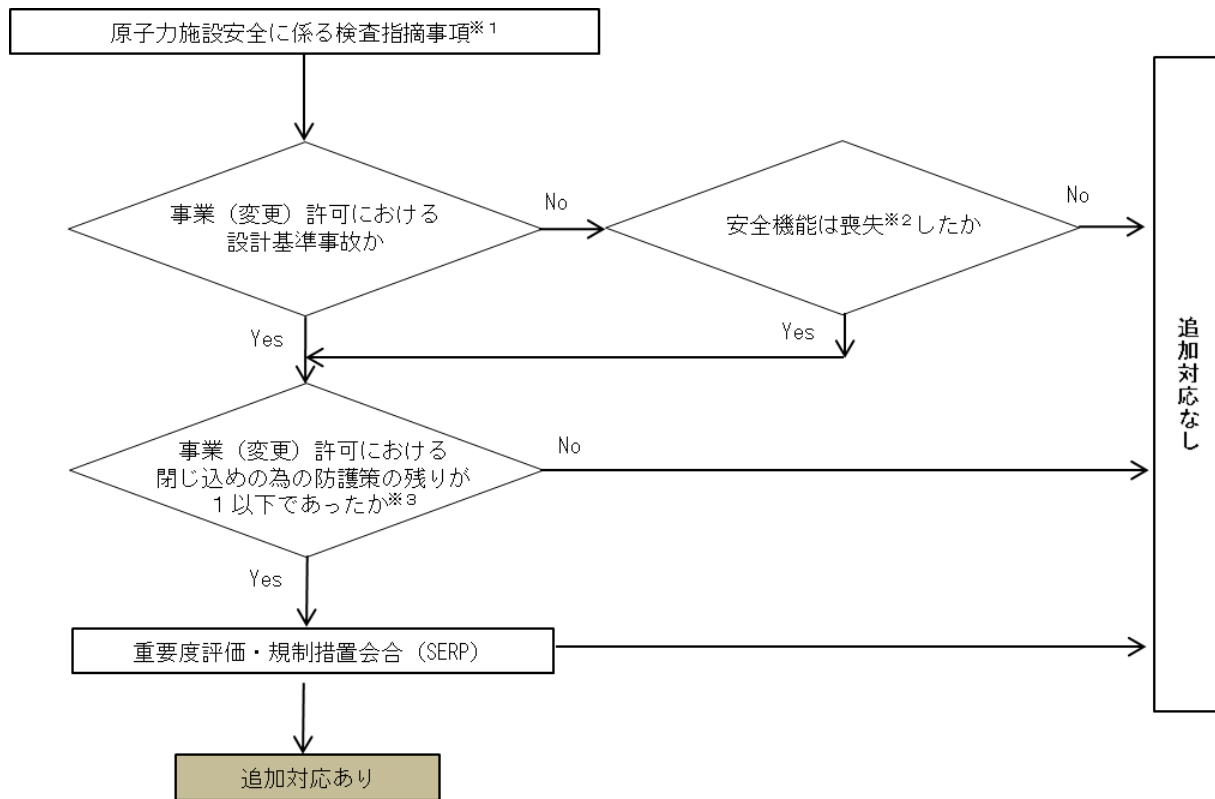 原子力施設安全に係る検査指摘事項※１
事業（変更）許可における
設計基準事故か
No
安全機能は喪失※２したか
No
Yes
Yes
事業（変更）許可における
閉じ込めの為の防護策の残りが
１以下であったか※３
No
Yes
重要度評価・規制措置会合（SERP）
追加対応あり
追加対応なし